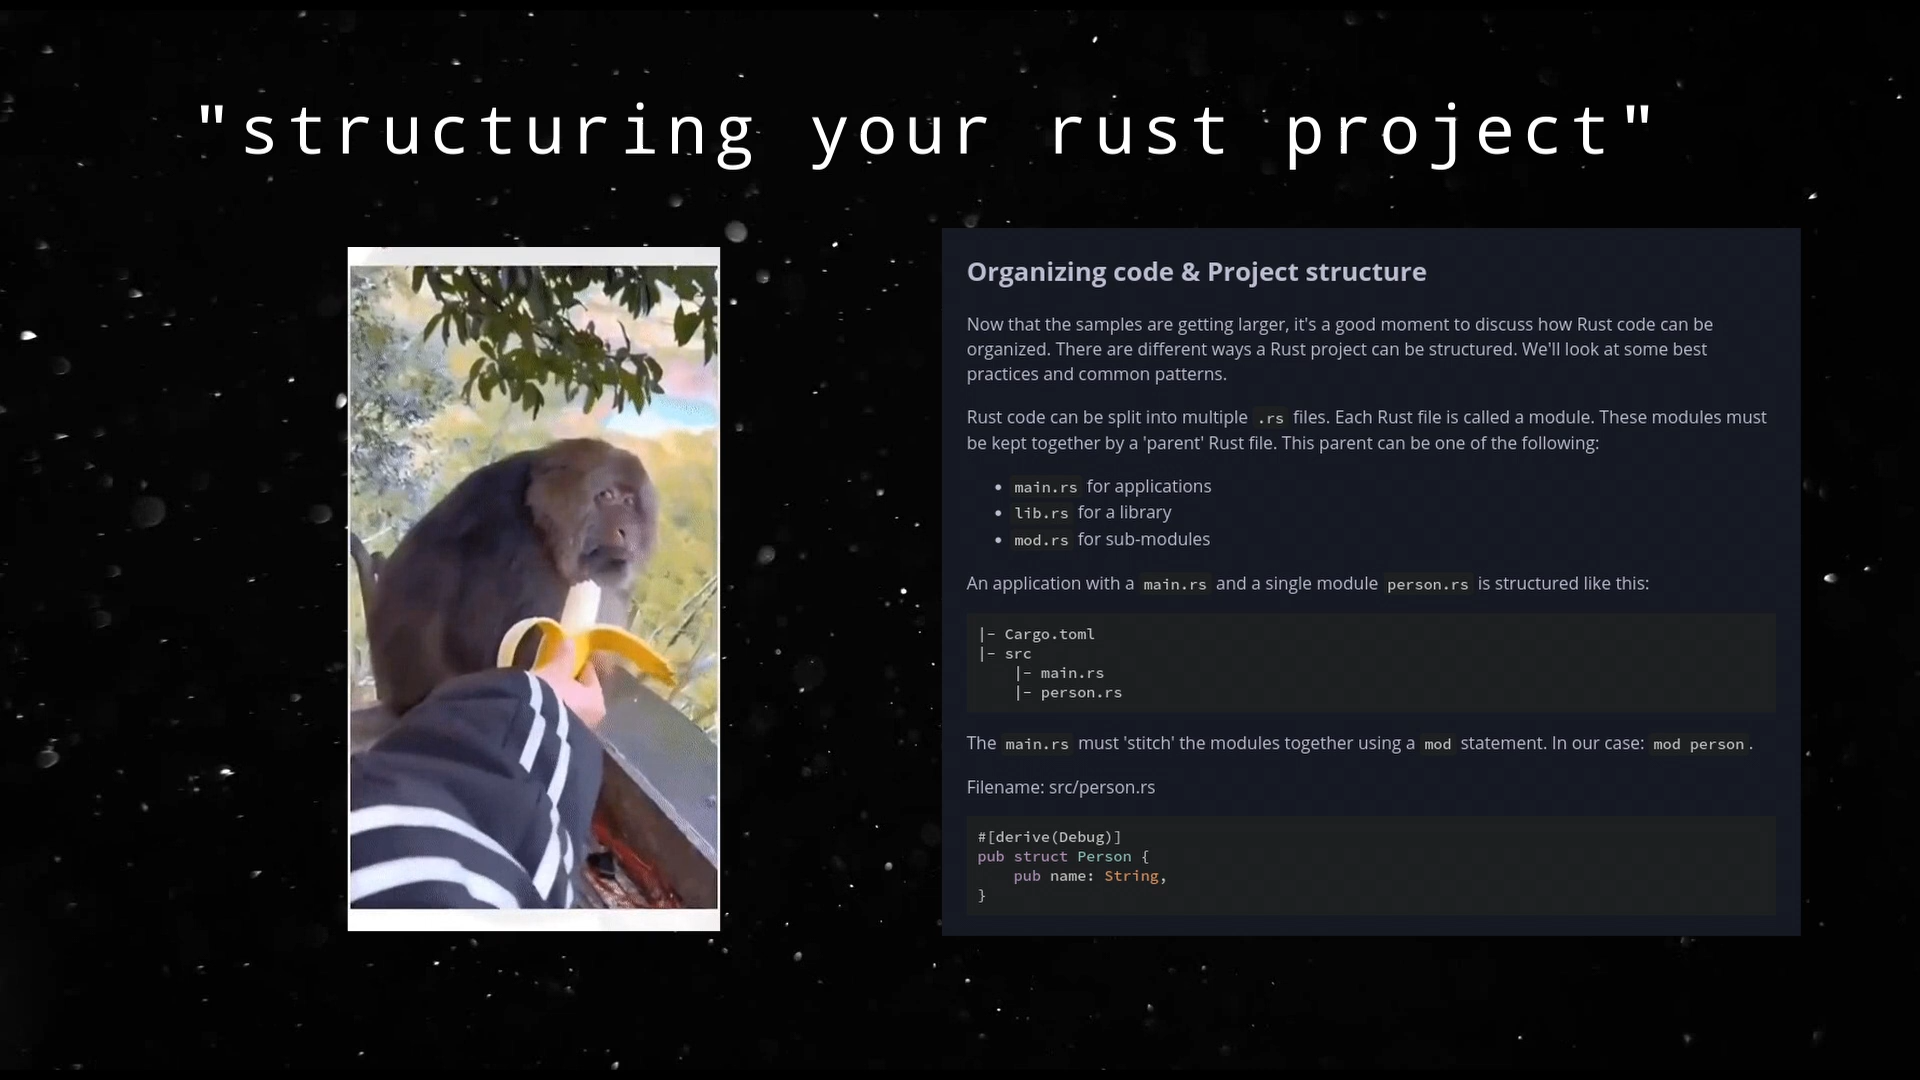 "structuring your rust project"
Organizing code & Project structure
Now that the samples are getting larger, it's a good moment to discuss how Rust code can be
organized. There are different ways a Rust project can be structured. We'll look at some best
practices and common patterns.
Rust code can be split into multiple .rs files. Each Rust file is called a module. These modules must
be kept together by a 'parent' Rust file. This parent can be one of the following:
• main.rs for applications
• lib.rs for a library
• mod.rs for sub-modules
An application with a main.rs and a single module person.rs is structured like this:
|- Cargo.toml
|- src
    |- main.rs
    |- person.rs
The main.rs must 'stitch' the modules together using a mod statement. In our case: mod person.
Filename: src/person.rs
#[derive(Debug)]
pub struct Person {
    pub name: String,
}